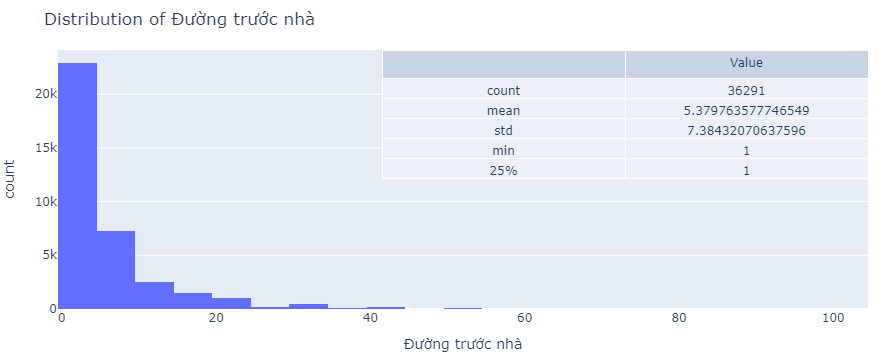 Distribution of Đường trước nhà
Value
count 36291
mean 5.379763577746549
std 7.38432070637596
min 1
25% 1
count
20k
15k
10k
5k
0
0 20 40 60 80 100
Đường trước nhà